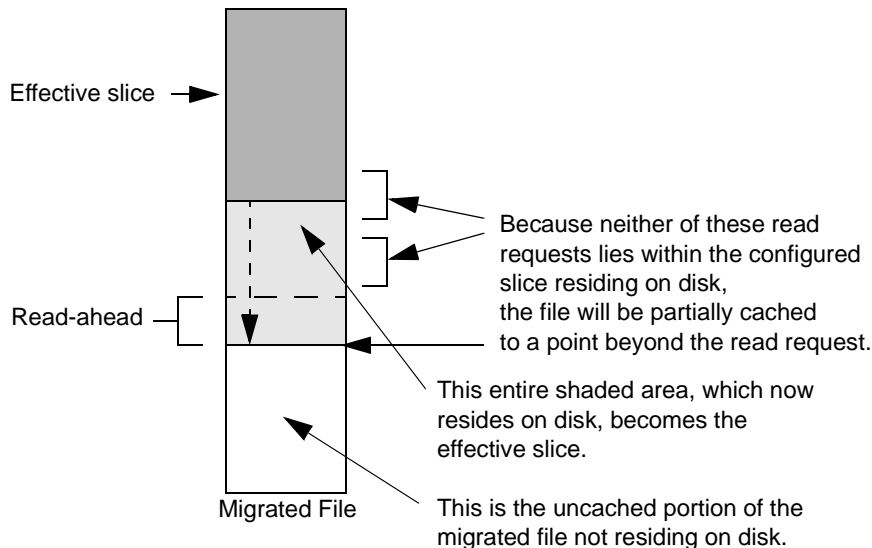 Effective slice
Because neither of these read
requests lies within the configured
slice residing on disk,
the file will be partially cached
to a point beyond the read request.
Read-ahead
This entire shaded area, which now
resides on disk, becomes the
effective slice.
Migrated File
This is the uncached portion of the
migrated file not residing on disk.